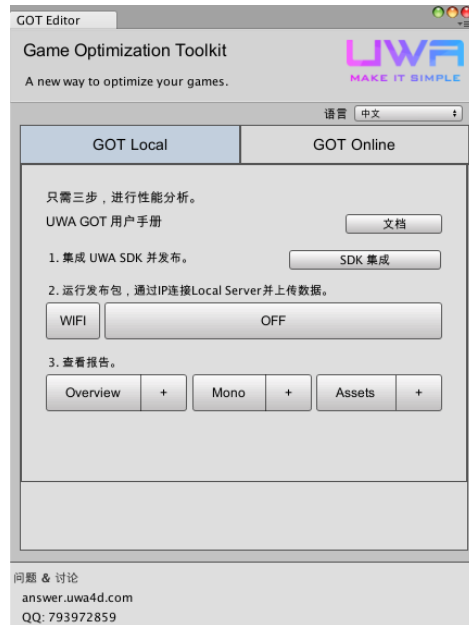 GOT Editor
Game Optimization Toolkit
UWA
A new way to optimize your games.
MAKE IT SIMPLE
语言 中文
GOT Local GOT Online
只需三步，进行性能分析。
UWA GOT 用户手册 文档
1. 集成 UWA SDK 并发布。 SDK 集成
2. 运行发布包，通过IP连接Local Server并上传数据。
WIFI OFF
3. 查看报告。
Overview + Mono + Assets +
问题 & 讨论
answer.uwa4d.com
QQ: 793972859